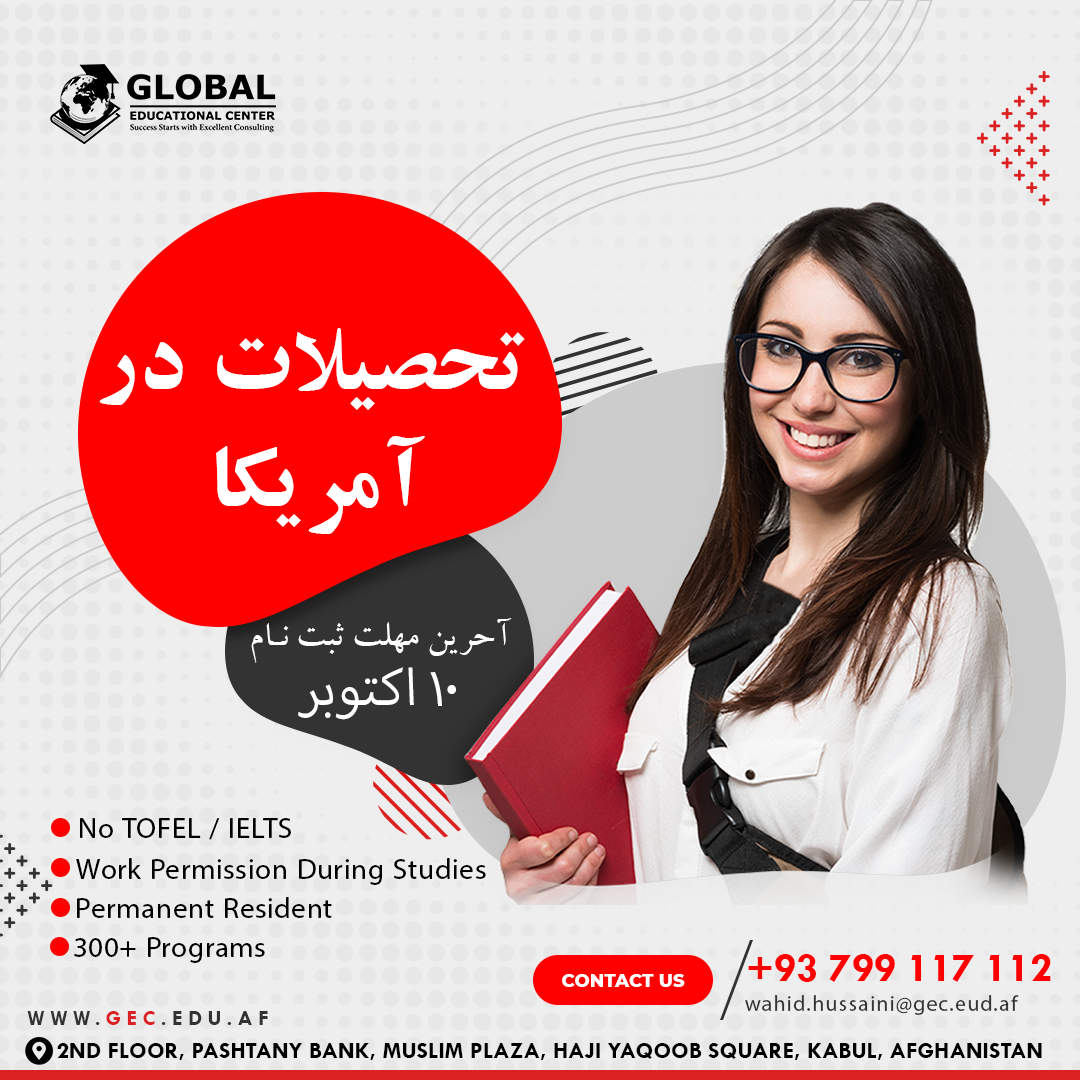 GLOBAL
EDUCATIONAL CENTER
Success Starts with Excellent Consulting
تحصیلات در
آمریکا
آحرین مهلت ثبت نام
۱۰ اکتوبر
No TOFEL / IELTS
Work Permission During Studies
Permanent Resident
300+ Programs
CONTACT US
+93 799 117 112
wahid.hussaini@gec.eud.af
WWW.GEC.EDU.AF
2ND FLOOR, PASHTANY BANK, MUSLIM PLAZA, HAJI YAQOOB SQUARE, KABUL, AFGHANISTAN